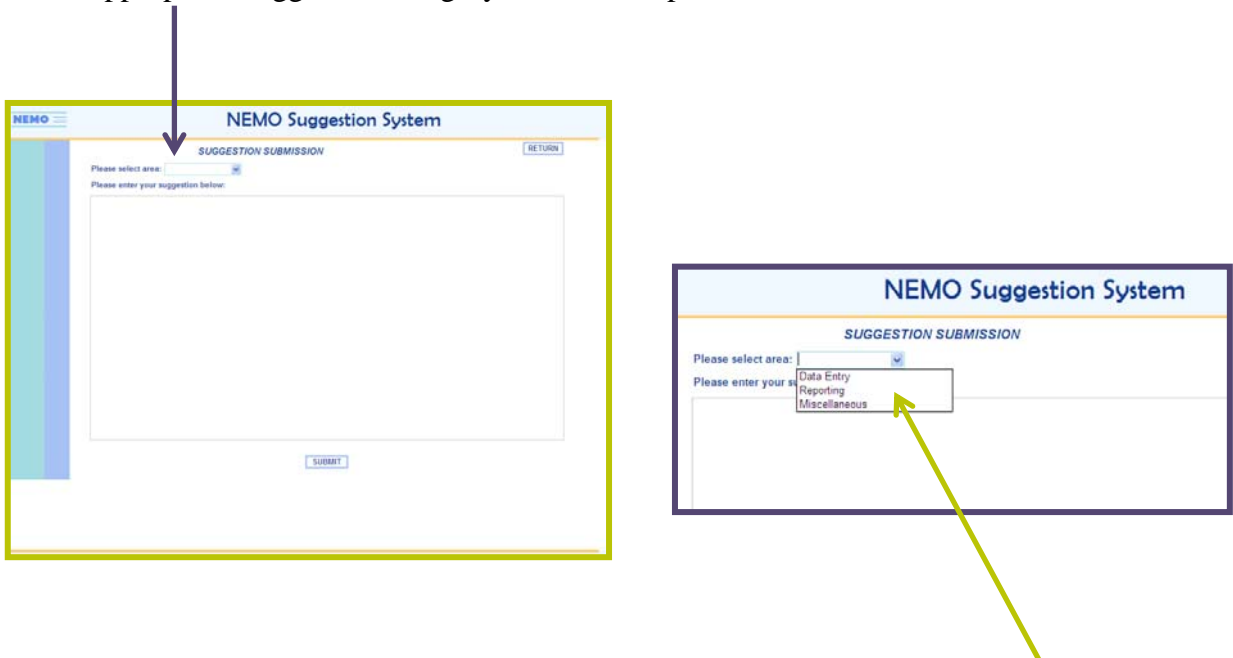 NEMO
NEMO Suggestion System
SUGGESTION SUBMISSION
RETURN
Please select area:
Please enter your suggestion below:
SUBMIT
NEMO Suggestion System
SUGGESTION SUBMISSION
Please select area:
Please enter your su
Data Entry
Reporting
Miscellaneous